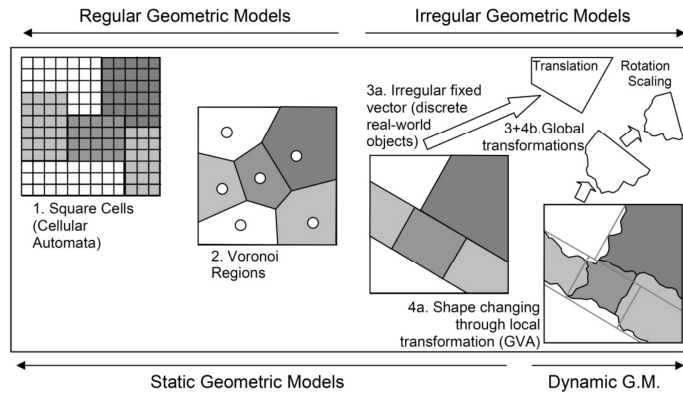 Regular Geometric Models
Irregular Geometric Models
1. Square Cells
(Cellular
Automata)
2. Voronoi
Regions
3a. Irregular fixed
vector (discrete
real-world
objects)
Translation
Rotation
Scaling
3+4b.Global
transformations
4a. Shape changing
through local
transformation (GVA)
Static Geometric Models
Dynamic G.M.